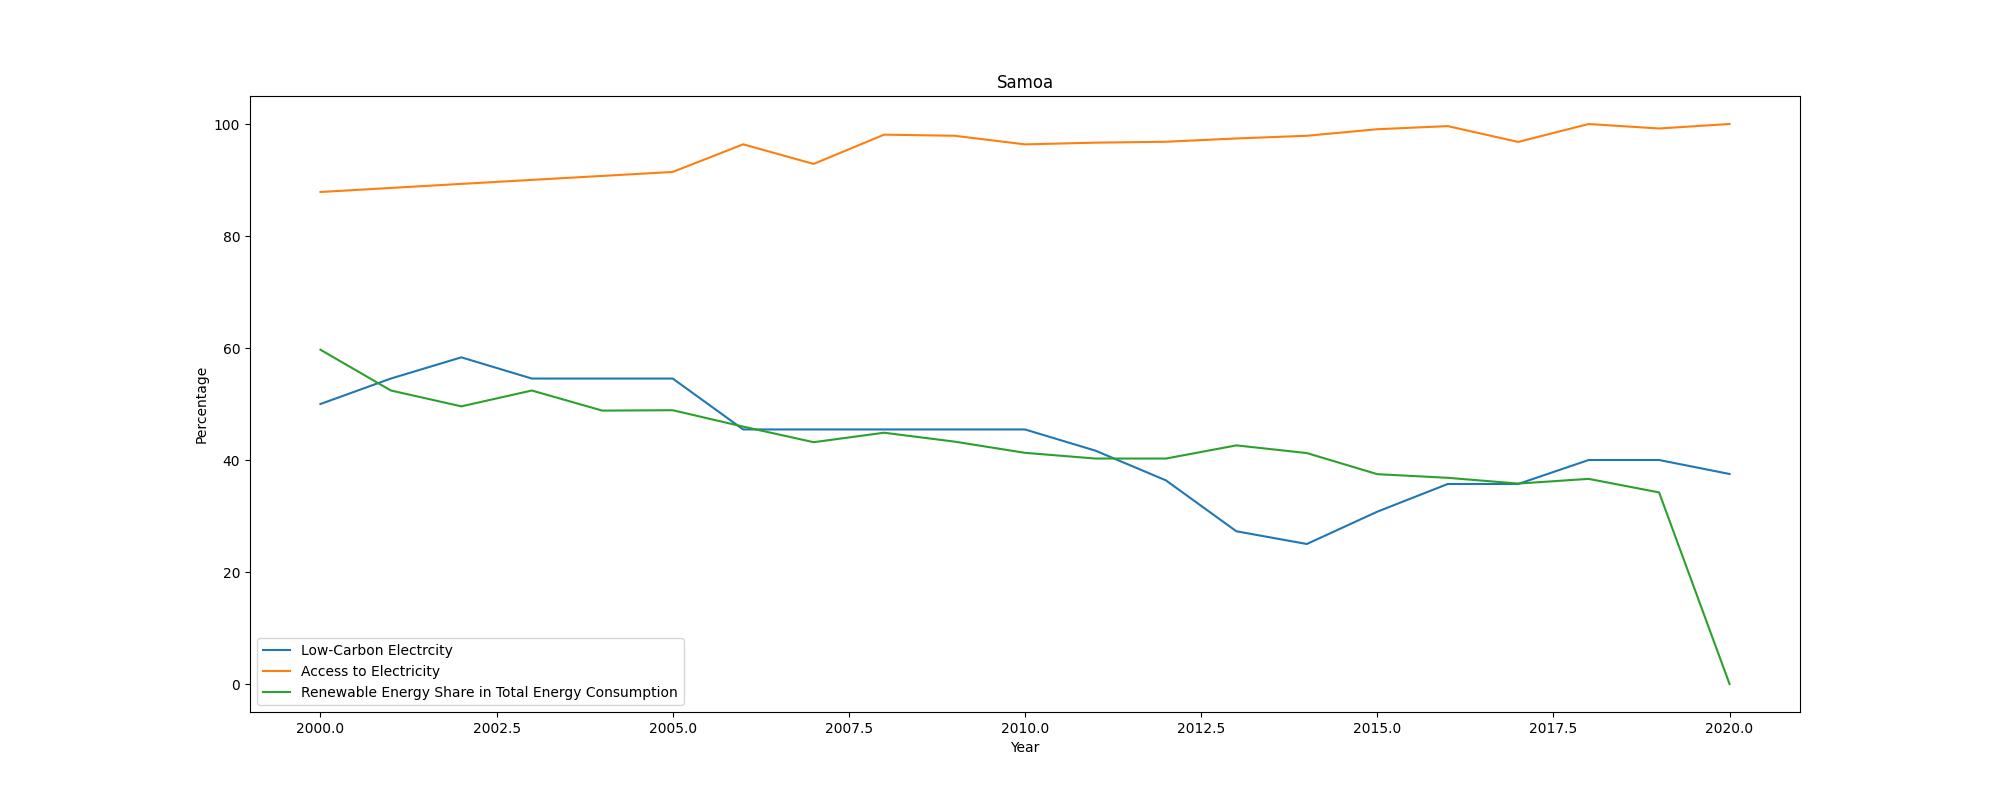 Samoa
100
80
60
40
20
0
Percentage
Low-Carbon Electrcity
Access to Electricity
Renewable Energy Share in Total Energy Consumption
2000.0 2002.5 2005.0 2007.5 2010.0 2012.5 2015.0 2017.5 2020.0
Year